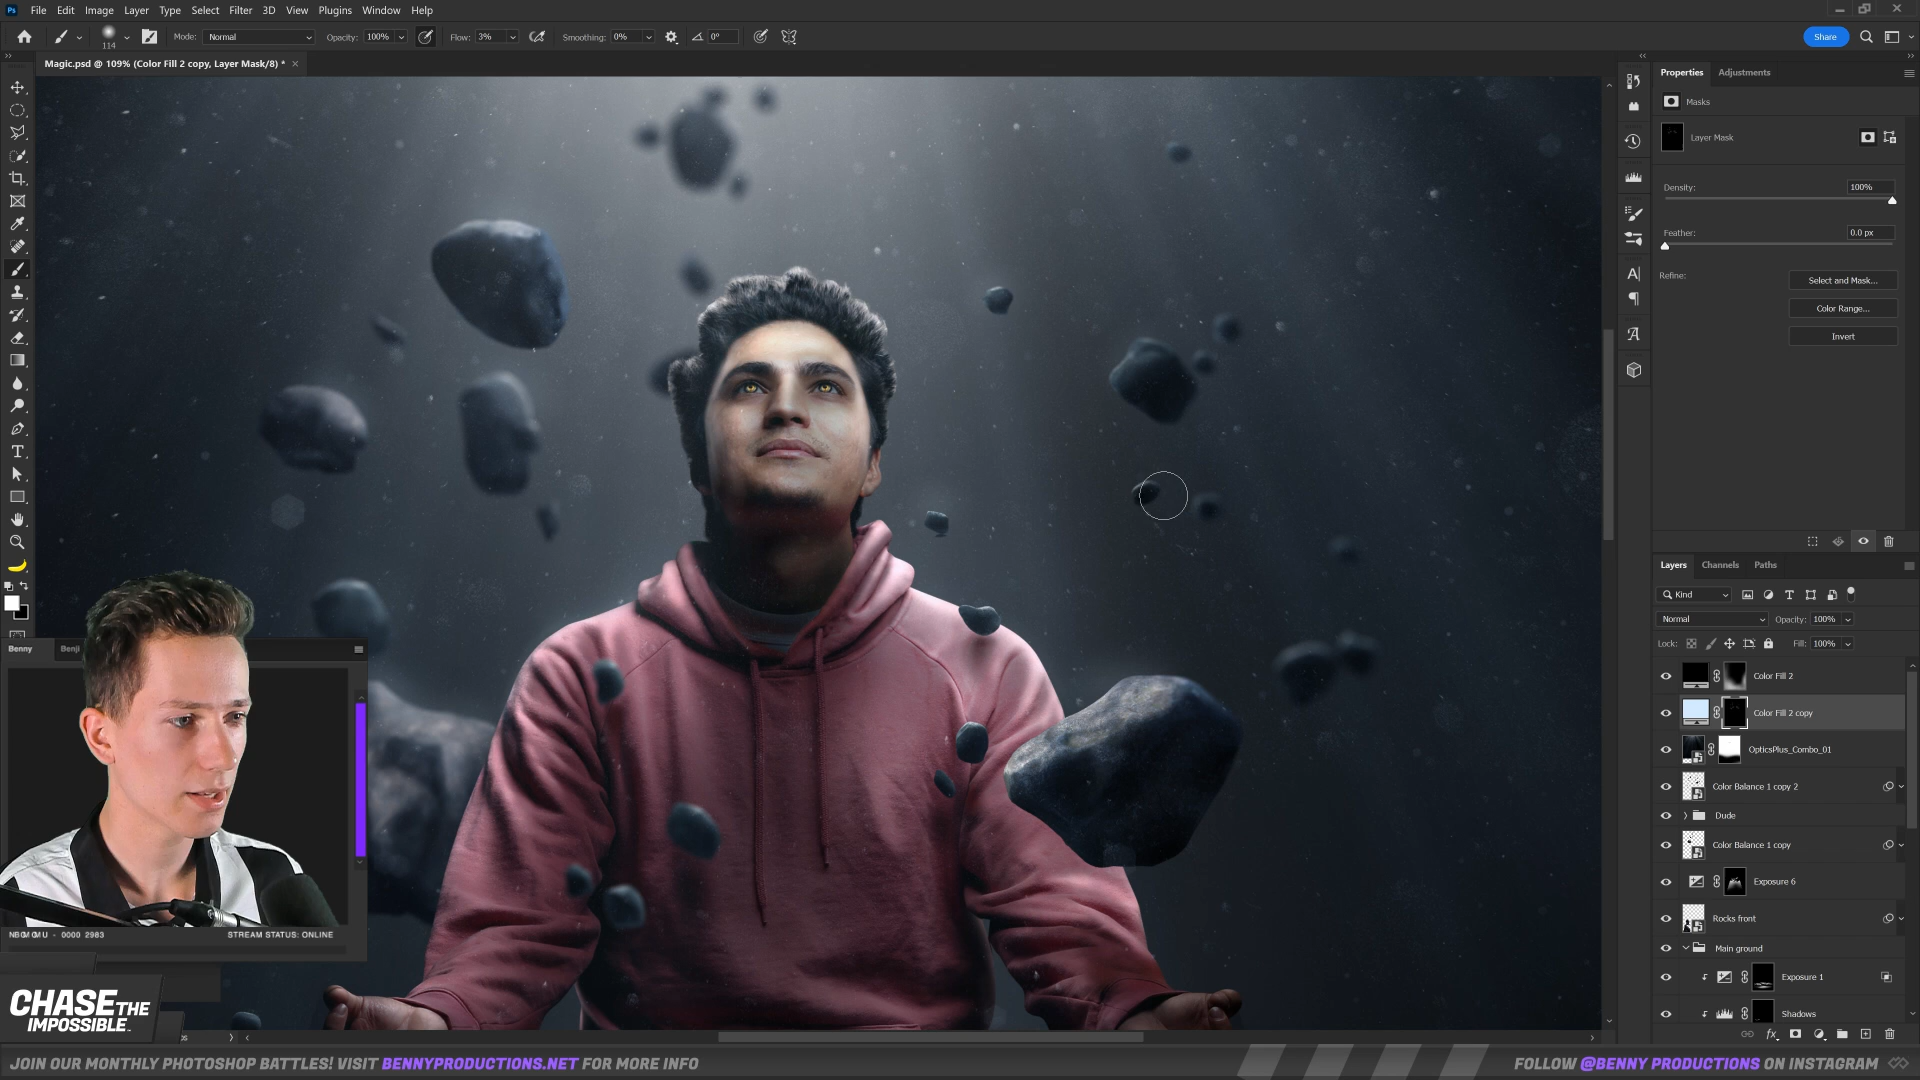 Ps File Edit Image Layer Type Select Filter 3D View Plugins Window Help
114 Mode: Normal Opacity: 100% Flow: 3% Smoothing: 0% 0° Share
Magic.psd @ 109% (Color Fill 2 copy, Layer Mask/8) *
Properties Adjustments
Masks
Layer Mask
Density: 100%
Feather: 0.0 px
Refine:
Select and Mask...
Color Range...
Invert
Layers Channels Paths
Kind
Normal Opacity: 100%
Lock: Fill: 100%
Color Fill 2
Color Fill 2 copy
OpticsPlus_Combo_01
Color Balance 1 copy 2
Dude
Color Balance 1 copy
Exposure 6
Rocks front
Main ground
Exposure 1
Shadows
Benny Benji
STREAM STATUS: ONLINE
CHASE THE
IMPOSSIBLE
JOIN OUR MONTHLY PHOTOSHOP BATTLES! VISIT BENNYPRODUCTIONS.NET FOR MORE INFO
FOLLOW @BENNY PRODUCTIONS ON INSTAGRAM